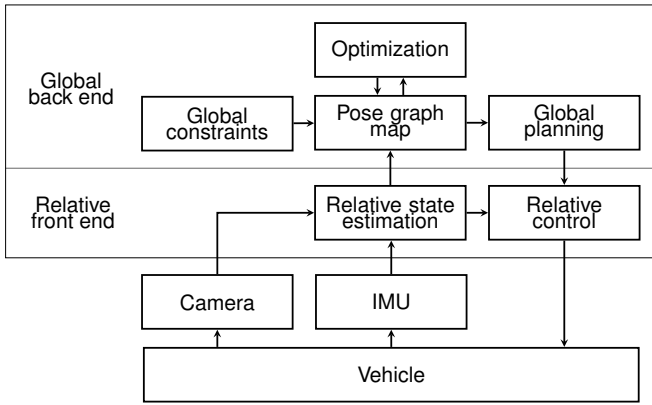 Optimization
Global
back end
Global
constraints
Pose graph
map
Global
planning
Relative
front end
Relative state
estimation
Relative
control
Camera
IMU
Vehicle